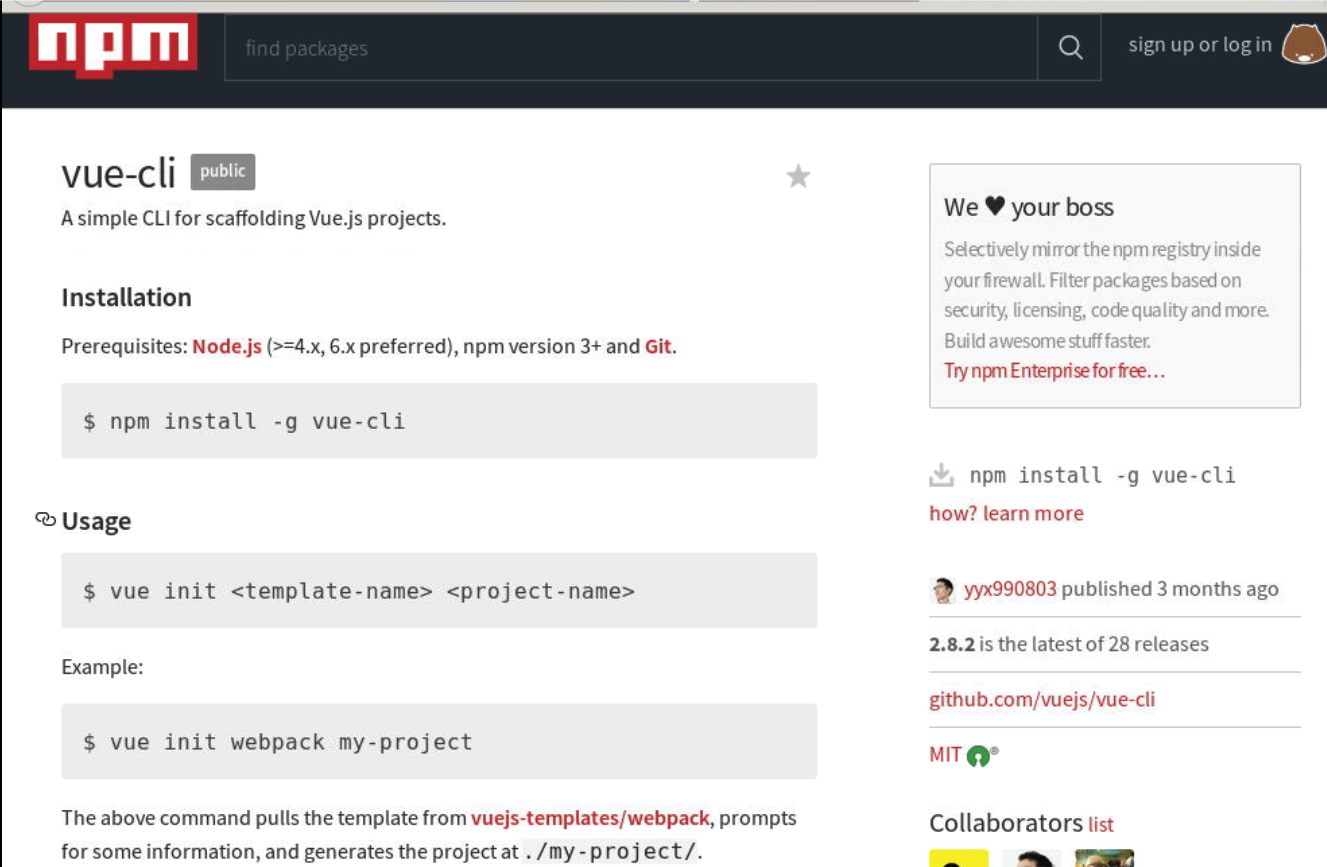 npm
find packages
sign up or log in
vue-cli public
A simple CLI for scaffolding Vue.js projects.
Installation
Prerequisites: Node.js (>=4.x, 6.x preferred), npm version 3+ and Git.
$ npm install -g vue-cli
Usage
$ vue init <template-name> <project-name>
Example:
$ vue init webpack my-project
The above command pulls the template from vuejs-templates/webpack, prompts
for some information, and generates the project at ./my-project/.
We ♥ your boss
Selectively mirror the npm registry inside
your firewall. Filter packages based on
security, licensing, code quality and more.
Build awesome stuff faster.
Try npm Enterprise for free…
npm install -g vue-cli
how? learn more
yyx990803 published 3 months ago
2.8.2 is the latest of 28 releases
github.com/vuejs/vue-cli
MIT ®
Collaborators list